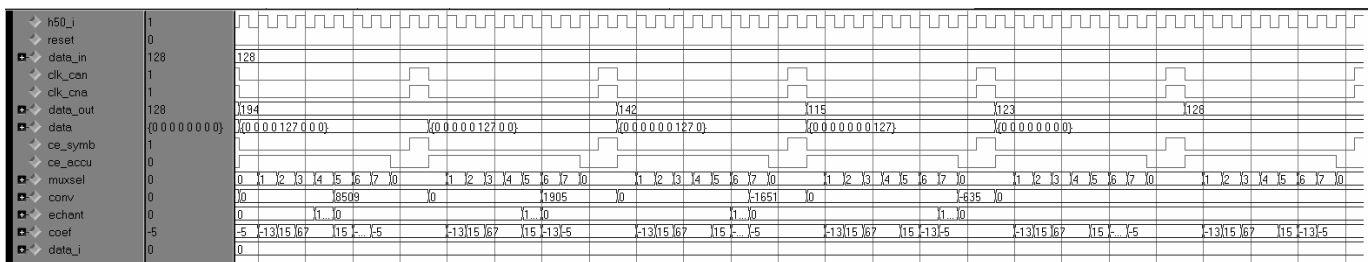 h50_i 1
reset 0
data_in 128 128
clk_can 1
clk_cna 1
data_out 128 194 142 115 123 128
data {0 0 0 0 0 0 0 0} {0 0 0 0 127 0 0 0} {0 0 0 0 0 127 0 0} {0 0 0 0 0 0 127 0} {0 0 0 0 0 0 0 127} {0 0 0 0 0 0 0 0}
ce_symb 1
ce_accu 0
muxsel 0 0 1 2 3 4 5 6 7 0 1 2 3 4 5 6 7 0 1 2 3 4 5 6 7 0 1 2 3 4 5 6 7 0 1 2 3 4 5 6 7 0 1 2 3 4 5 6 7 0
conv 0 0 8509 0 1905 0 -1651 0 -635 0
echant 0 0 1... 0 1... 0 1... 0 1... 0
coef -5 -5 -13 15 67 15 -... -5 -13 15 67 15 -13 -5 -13 15 67 15 -... -5 -13 15 67 15 -13 -5 -13 15 67 15 -... -5 -13 15 67 15 -13 -5
data_i 0 0